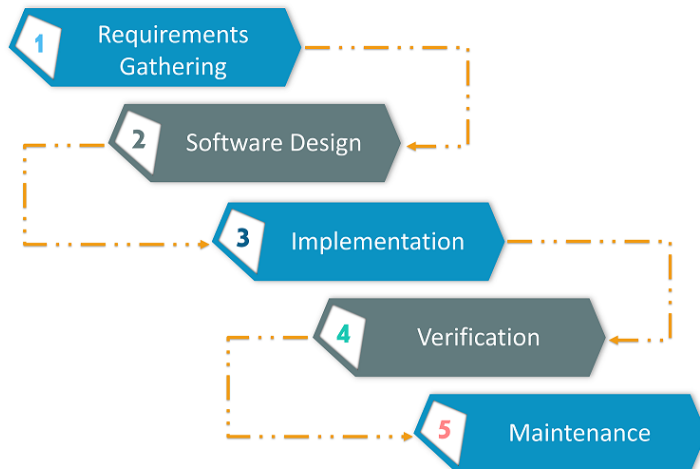 1
Requirements
Gathering
2
Software Design
3
Implementation
4
Verification
5
Maintenance